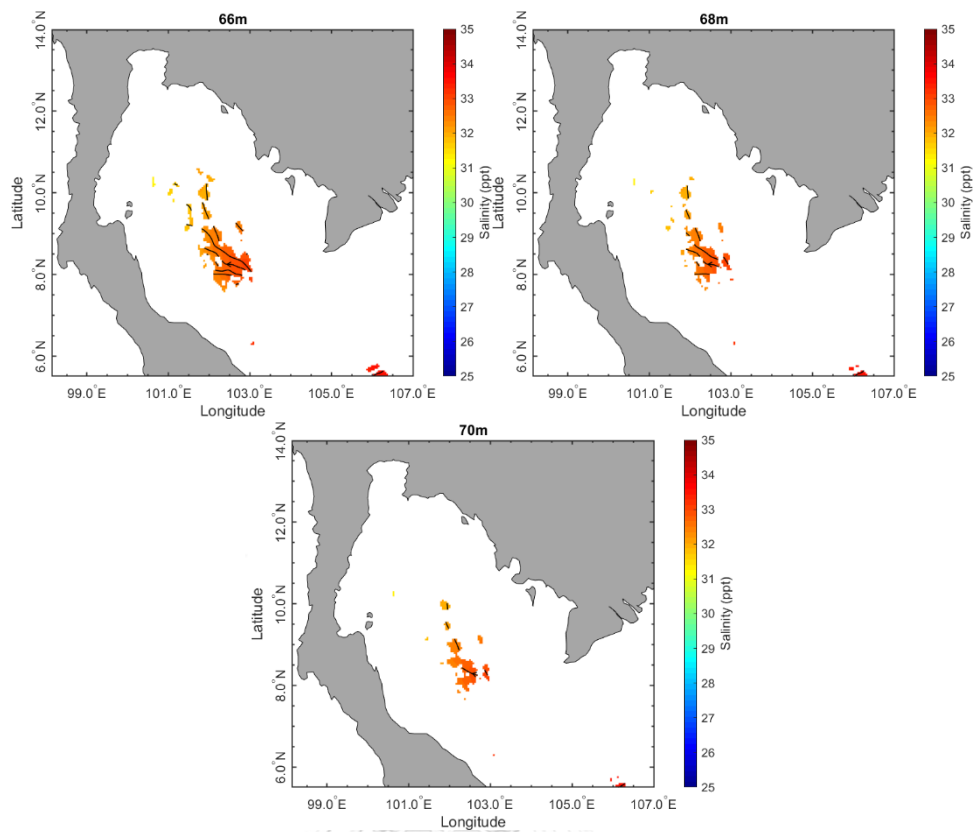 66m
14.0°N
12.0°N
10.0°N
8.0°N
6.0°N
Latitude
99.0°E 101.0°E 103.0°E 105.0°E 107.0°E
Longitude
35
34
33
32
31
30
29
28
27
26
25
Salinity (ppt)
68m
14.0°N
12.0°N
10.0°N
8.0°N
6.0°N
Latitude
99.0°E 101.0°E 103.0°E 105.0°E 107.0°E
Longitude
35
34
33
32
31
30
29
28
27
26
25
Salinity (ppt)
70m
14.0°N
12.0°N
10.0°N
8.0°N
6.0°N
Latitude
99.0°E 101.0°E 103.0°E 105.0°E 107.0°E
Longitude
35
34
33
32
31
30
29
28
27
26
25
Salinity (ppt)